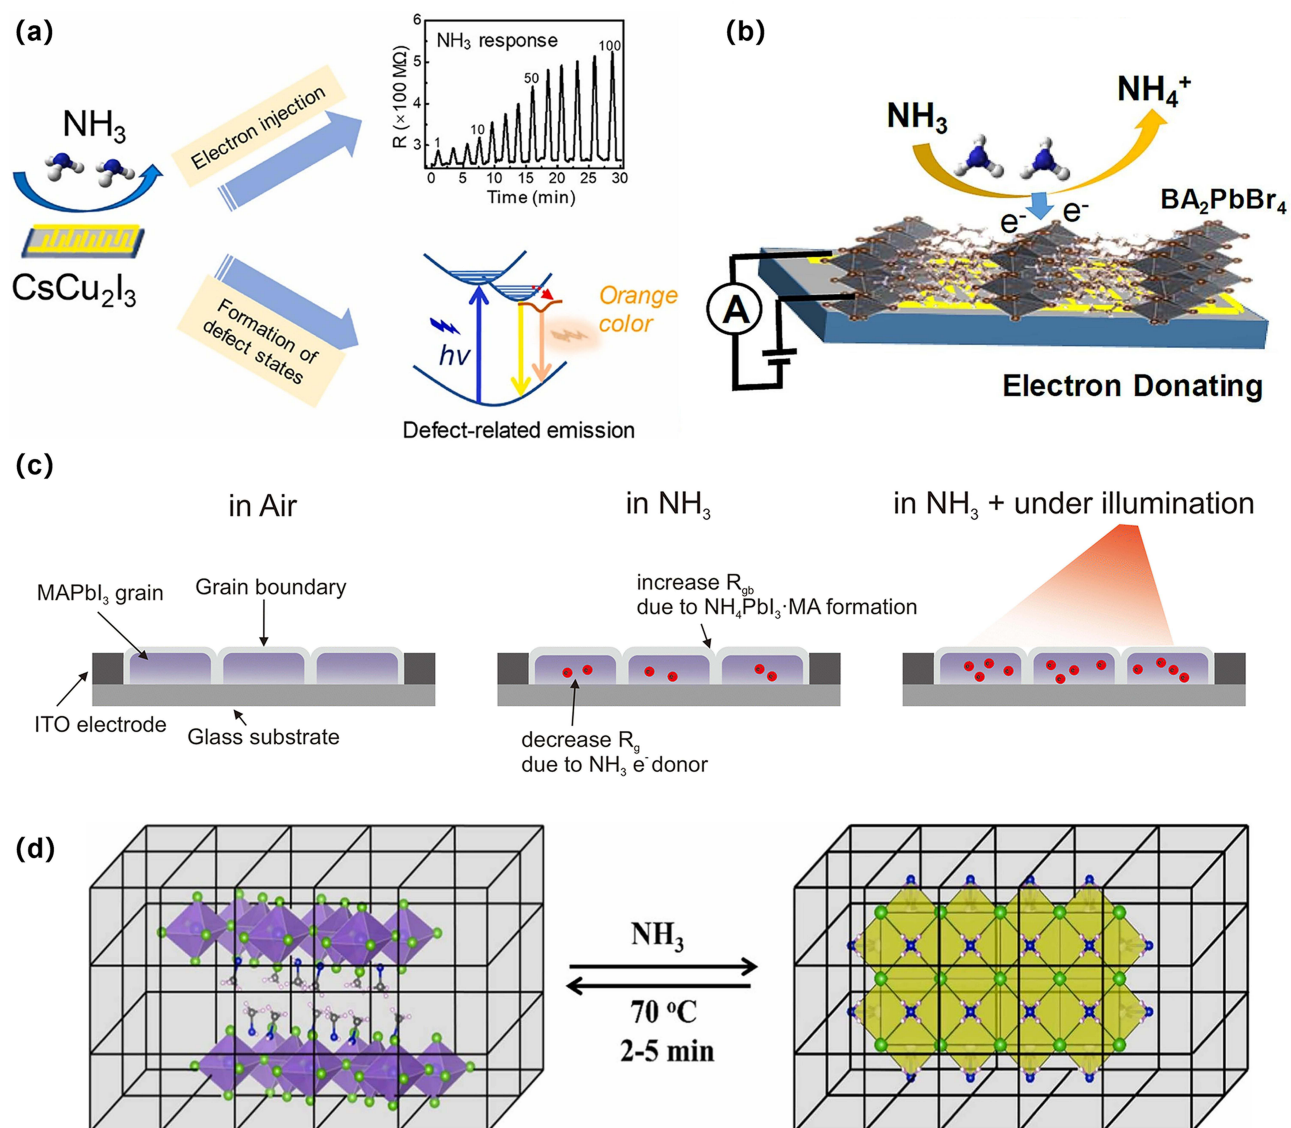 (a)
NH₃
CsCu₂I₃
Electron injection
Formation of
defect states
NH₃ response
R (×100 MΩ)
6
5
4
3
1
10
50
100
0 5 10 15 20 25 30
Time (min)
hv
Orange
color
Defect-related emission
(b)
NH₃
NH₄⁺
e⁻ e⁻
BA₂PbBr₄
A
Electron Donating
(c)
in Air
in NH₃
in NH₃ + under illumination
MAPbI₃ grain
Grain boundary
ITO electrode
Glass substrate
increase R_gb
due to NH₄PbI₃·MA formation
decrease R_g
due to NH₃ e⁻ donor
(d)
NH₃
70 °C
2-5 min